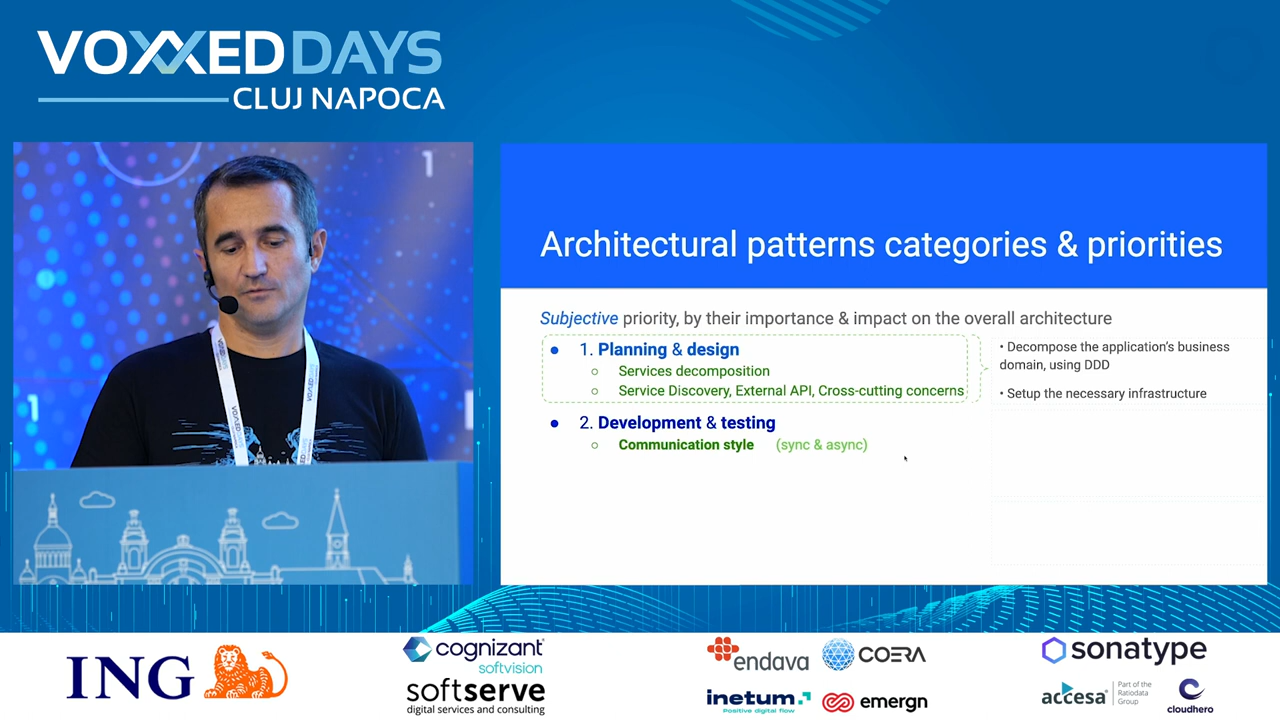 VOXXEDDAYS
CLUJ NAPOCA
1
1
Architectural patterns categories & priorities
Subjective priority, by their importance & impact on the overall architecture
• 1. Planning & design
○ Services decomposition
○ Service Discovery, External API, Cross-cutting concerns
• Decompose the application's business
domain, using DDD
• Setup the necessary infrastructure
• 2. Development & testing
○ Communication style (sync & async)
ING
cognizant
softvision
softserve
digital services and consulting
endava
COERA
inetum.
Positive digital flow
emergn
sonatype
accesa
Part of the
Ratiodata
Group
cloudhero